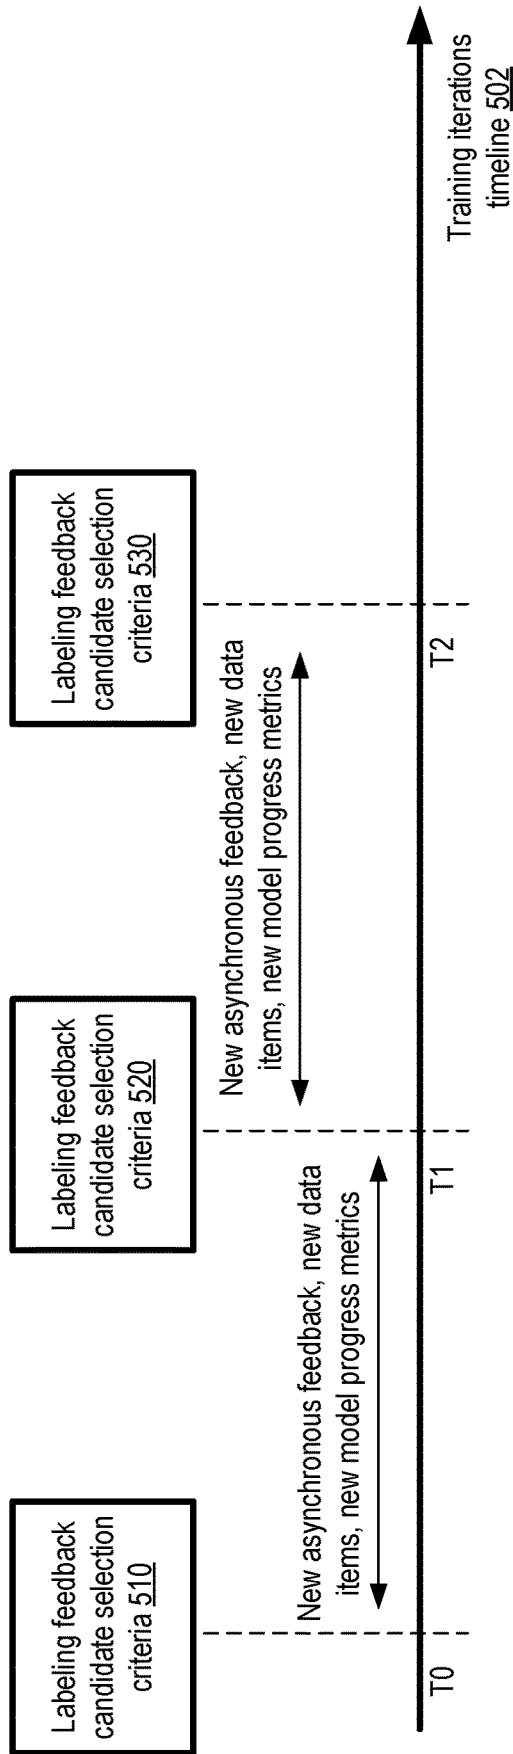 Labeling feedback
candidate selection
criteria 510
Labeling feedback
candidate selection
criteria 520
Labeling feedback
candidate selection
criteria 530
New asynchronous feedback, new data
items, new model progress metrics
New asynchronous feedback, new data
items, new model progress metrics
T0
T1
T2
Training iterations
timeline 502